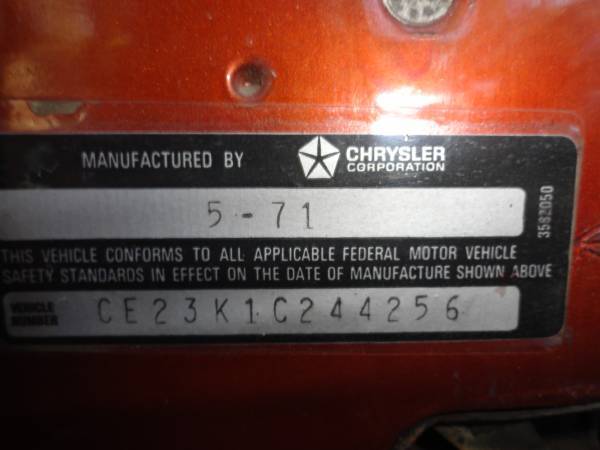 MANUFACTURED BY CHRYSLER CORPORATION
5-71
THIS VEHICLE CONFORMS TO ALL APPLICABLE FEDERAL MOTOR VEHICLE
SAFETY STANDARDS IN EFFECT ON THE DATE OF MANUFACTURE SHOWN ABOVE
VEHICLE NUMBER CE23K1C244256
3582050